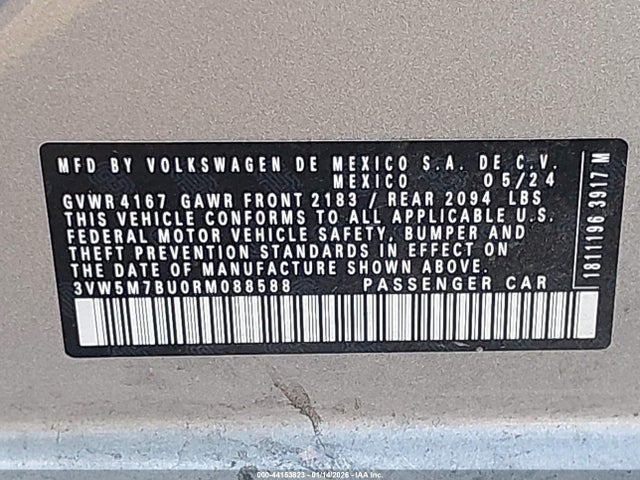 MFD BY VOLKSWAGEN DE MEXICO S.A. DE C.V.
MEXICO 05/24
GVWR 4167 GAWR FRONT 2183 / REAR 2094 LBS
THIS VEHICLE CONFORMS TO ALL APPLICABLE U.S.
FEDERAL MOTOR VEHICLE SAFETY, BUMPER AND
THEFT PREVENTION STANDARDS IN EFFECT ON
THE DATE OF MANUFACTURE SHOWN ABOVE.
3VW5M7BU0RM088588 PASSENGER CAR
1811196 3917 M
000-44153823 - 01/14/2026 - IAA Inc.